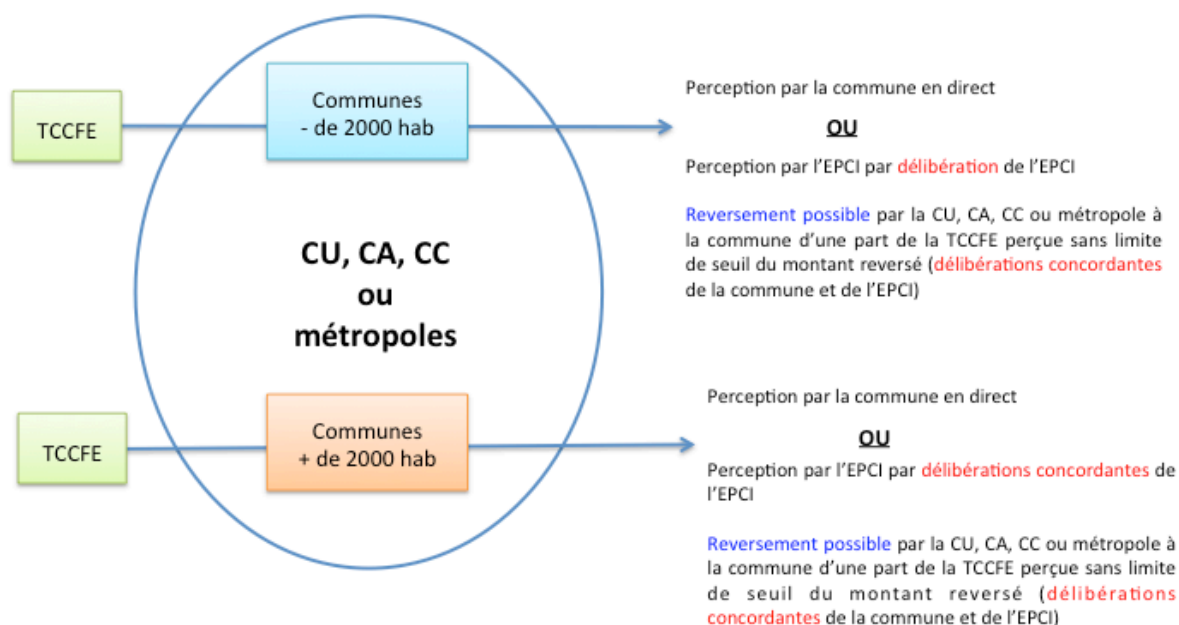 TCCFE
Communes
- de 2000 hab
Perception par la commune en direct
OU
Perception par l'EPCI par délibération de l'EPCI
Reversement possible par la CU, CA, CC ou métropole à
la commune d'une part de la TCCFE perçue sans limite
de seuil du montant reversé (délibérations concordantes
de la commune et de l'EPCI)
CU, CA, CC
ou
métropoles
TCCFE
Communes
+ de 2000 hab
Perception par la commune en direct
OU
Perception par l'EPCI par délibérations concordantes de
l'EPCI
Reversement possible par la CU, CA, CC ou métropole à
la commune d'une part de la TCCFE perçue sans limite
de seuil du montant reversé (délibérations
concordantes de la commune et de l'EPCI)